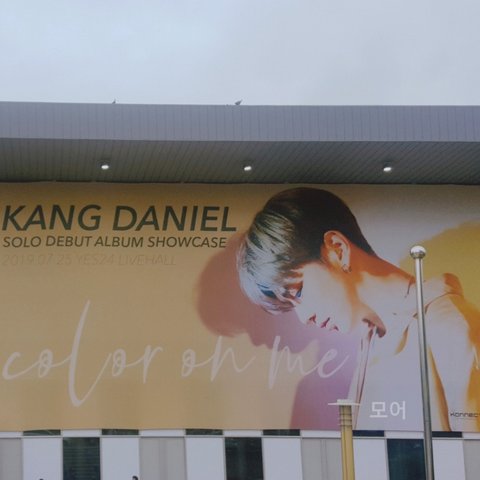 KANG DANIEL
SOLO DEBUT ALBUM SHOWCASE
2019.07.25 YES24 LIVEHALL
color on me
모어